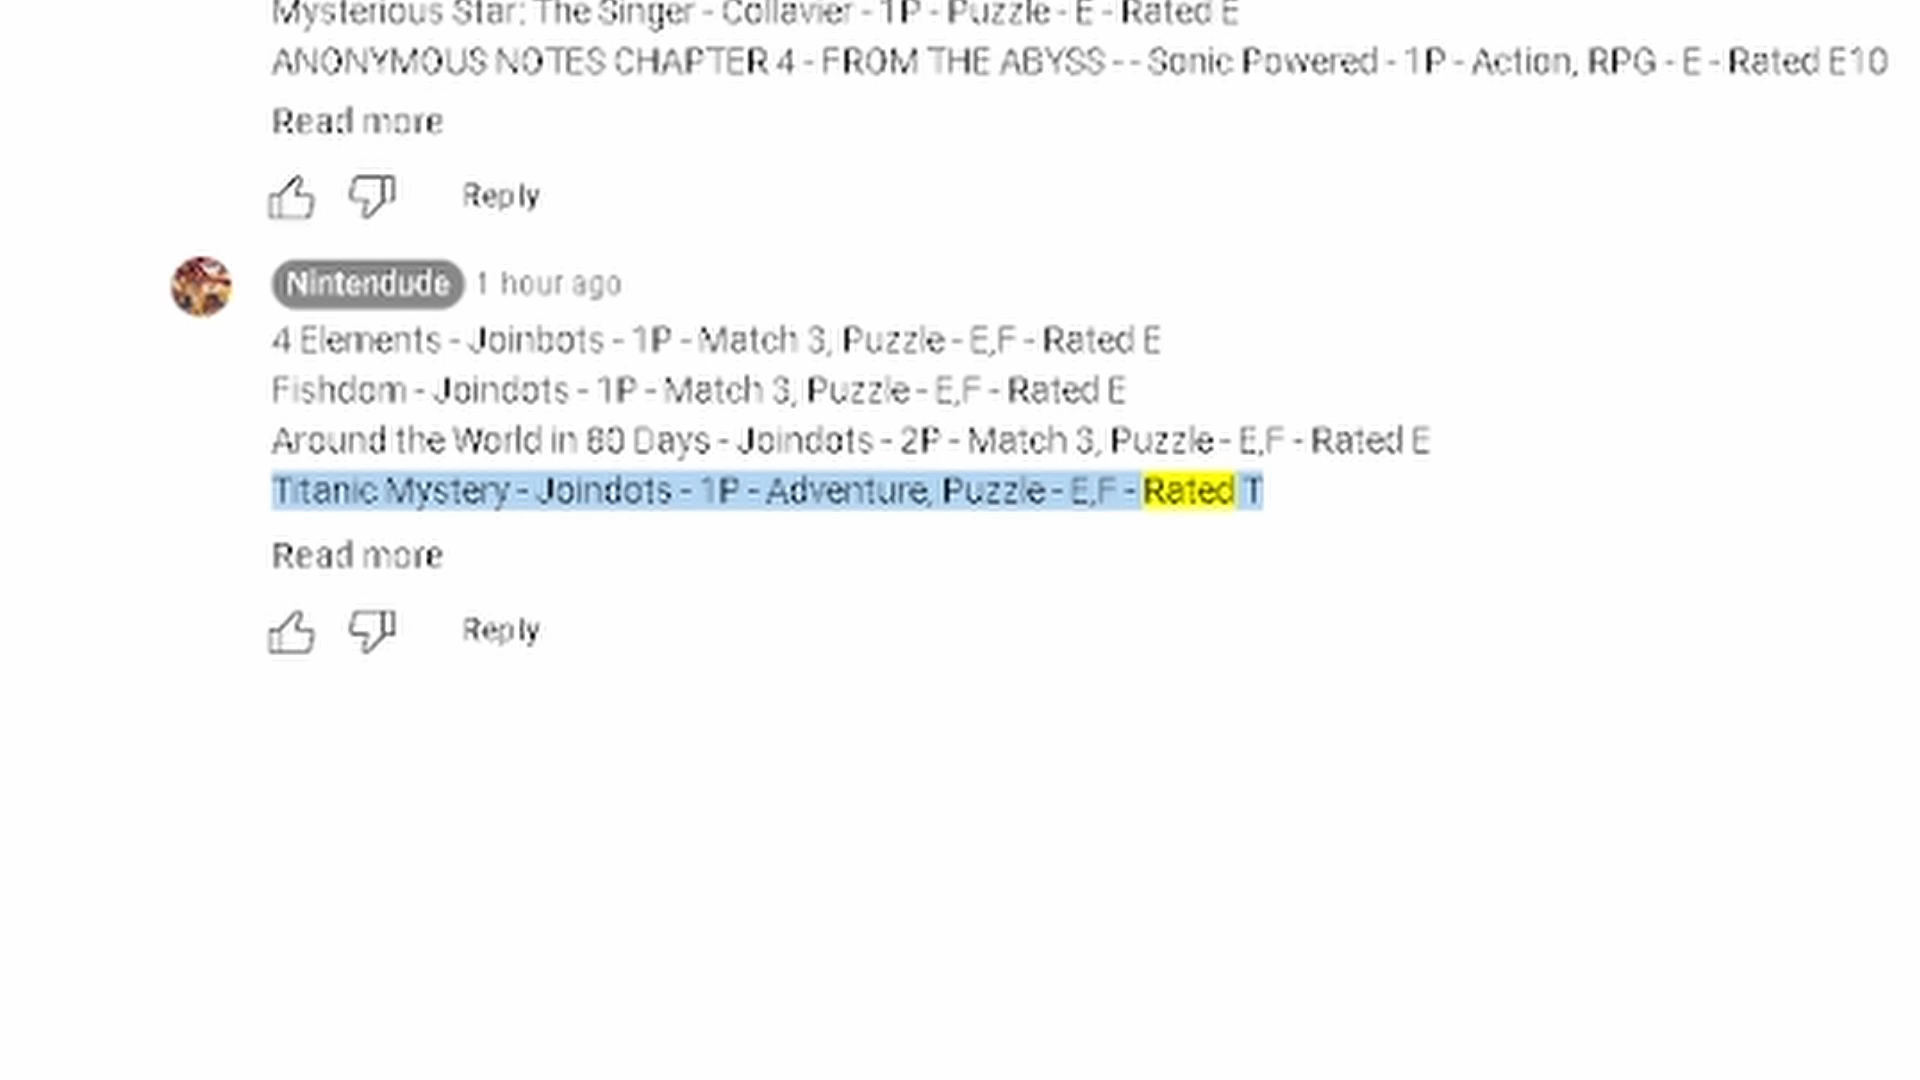 Mysterious Star: The Singer - Collavier - 1P - Puzzle - E - Rated E
ANONYMOUS NOTES CHAPTER 4 - FROM THE ABYSS - - Sonic Powered - 1P - Action, RPG - E - Rated E10
Read more
Reply
Nintendude 1 hour ago
4 Elements - Joinbots - 1P - Match 3, Puzzle - E,F - Rated E
Fishdom - Joindots - 1P - Match 3, Puzzle - E,F - Rated E
Around the World in 80 Days - Joindots - 2P - Match 3, Puzzle - E,F - Rated E
Titanic Mystery - Joindots - 1P - Adventure, Puzzle - E,F - Rated T
Read more
Reply